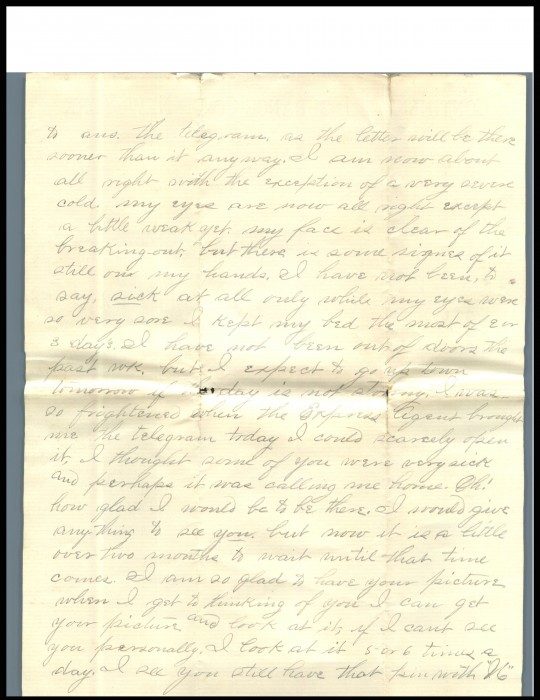 to ans. the telegram, as the letter will be there
sooner than it anyway. I am now about
all right with the exception of a very severe
cold. my eyes are now all right except
a little weak yet. my face is clear of the
breaking out, but there is some signes of it
still on my hands. I have not been, to
say, sick at all only while my eyes were
so very sore I kept my bed the most of 2 or
3 days. I have not been out of doors the
past wk. but I expect to go up town
tomorrow if the day is not stormy. I was
so frightened when the Express Agent brought
me the telegram today I could scarcely open
it, I thought some of you were very sick
and perhaps it was calling me home. Oh!
how glad I would be to be there. I would give
anything to see you. but now it is a little
over two months to wait until that time
comes. I am so glad to have your picture
when I get to thinking of you I can get
your picture and look at it, if I cant see
you personally. I look at it 5 or 6 times a
day. I see you still have that pin with